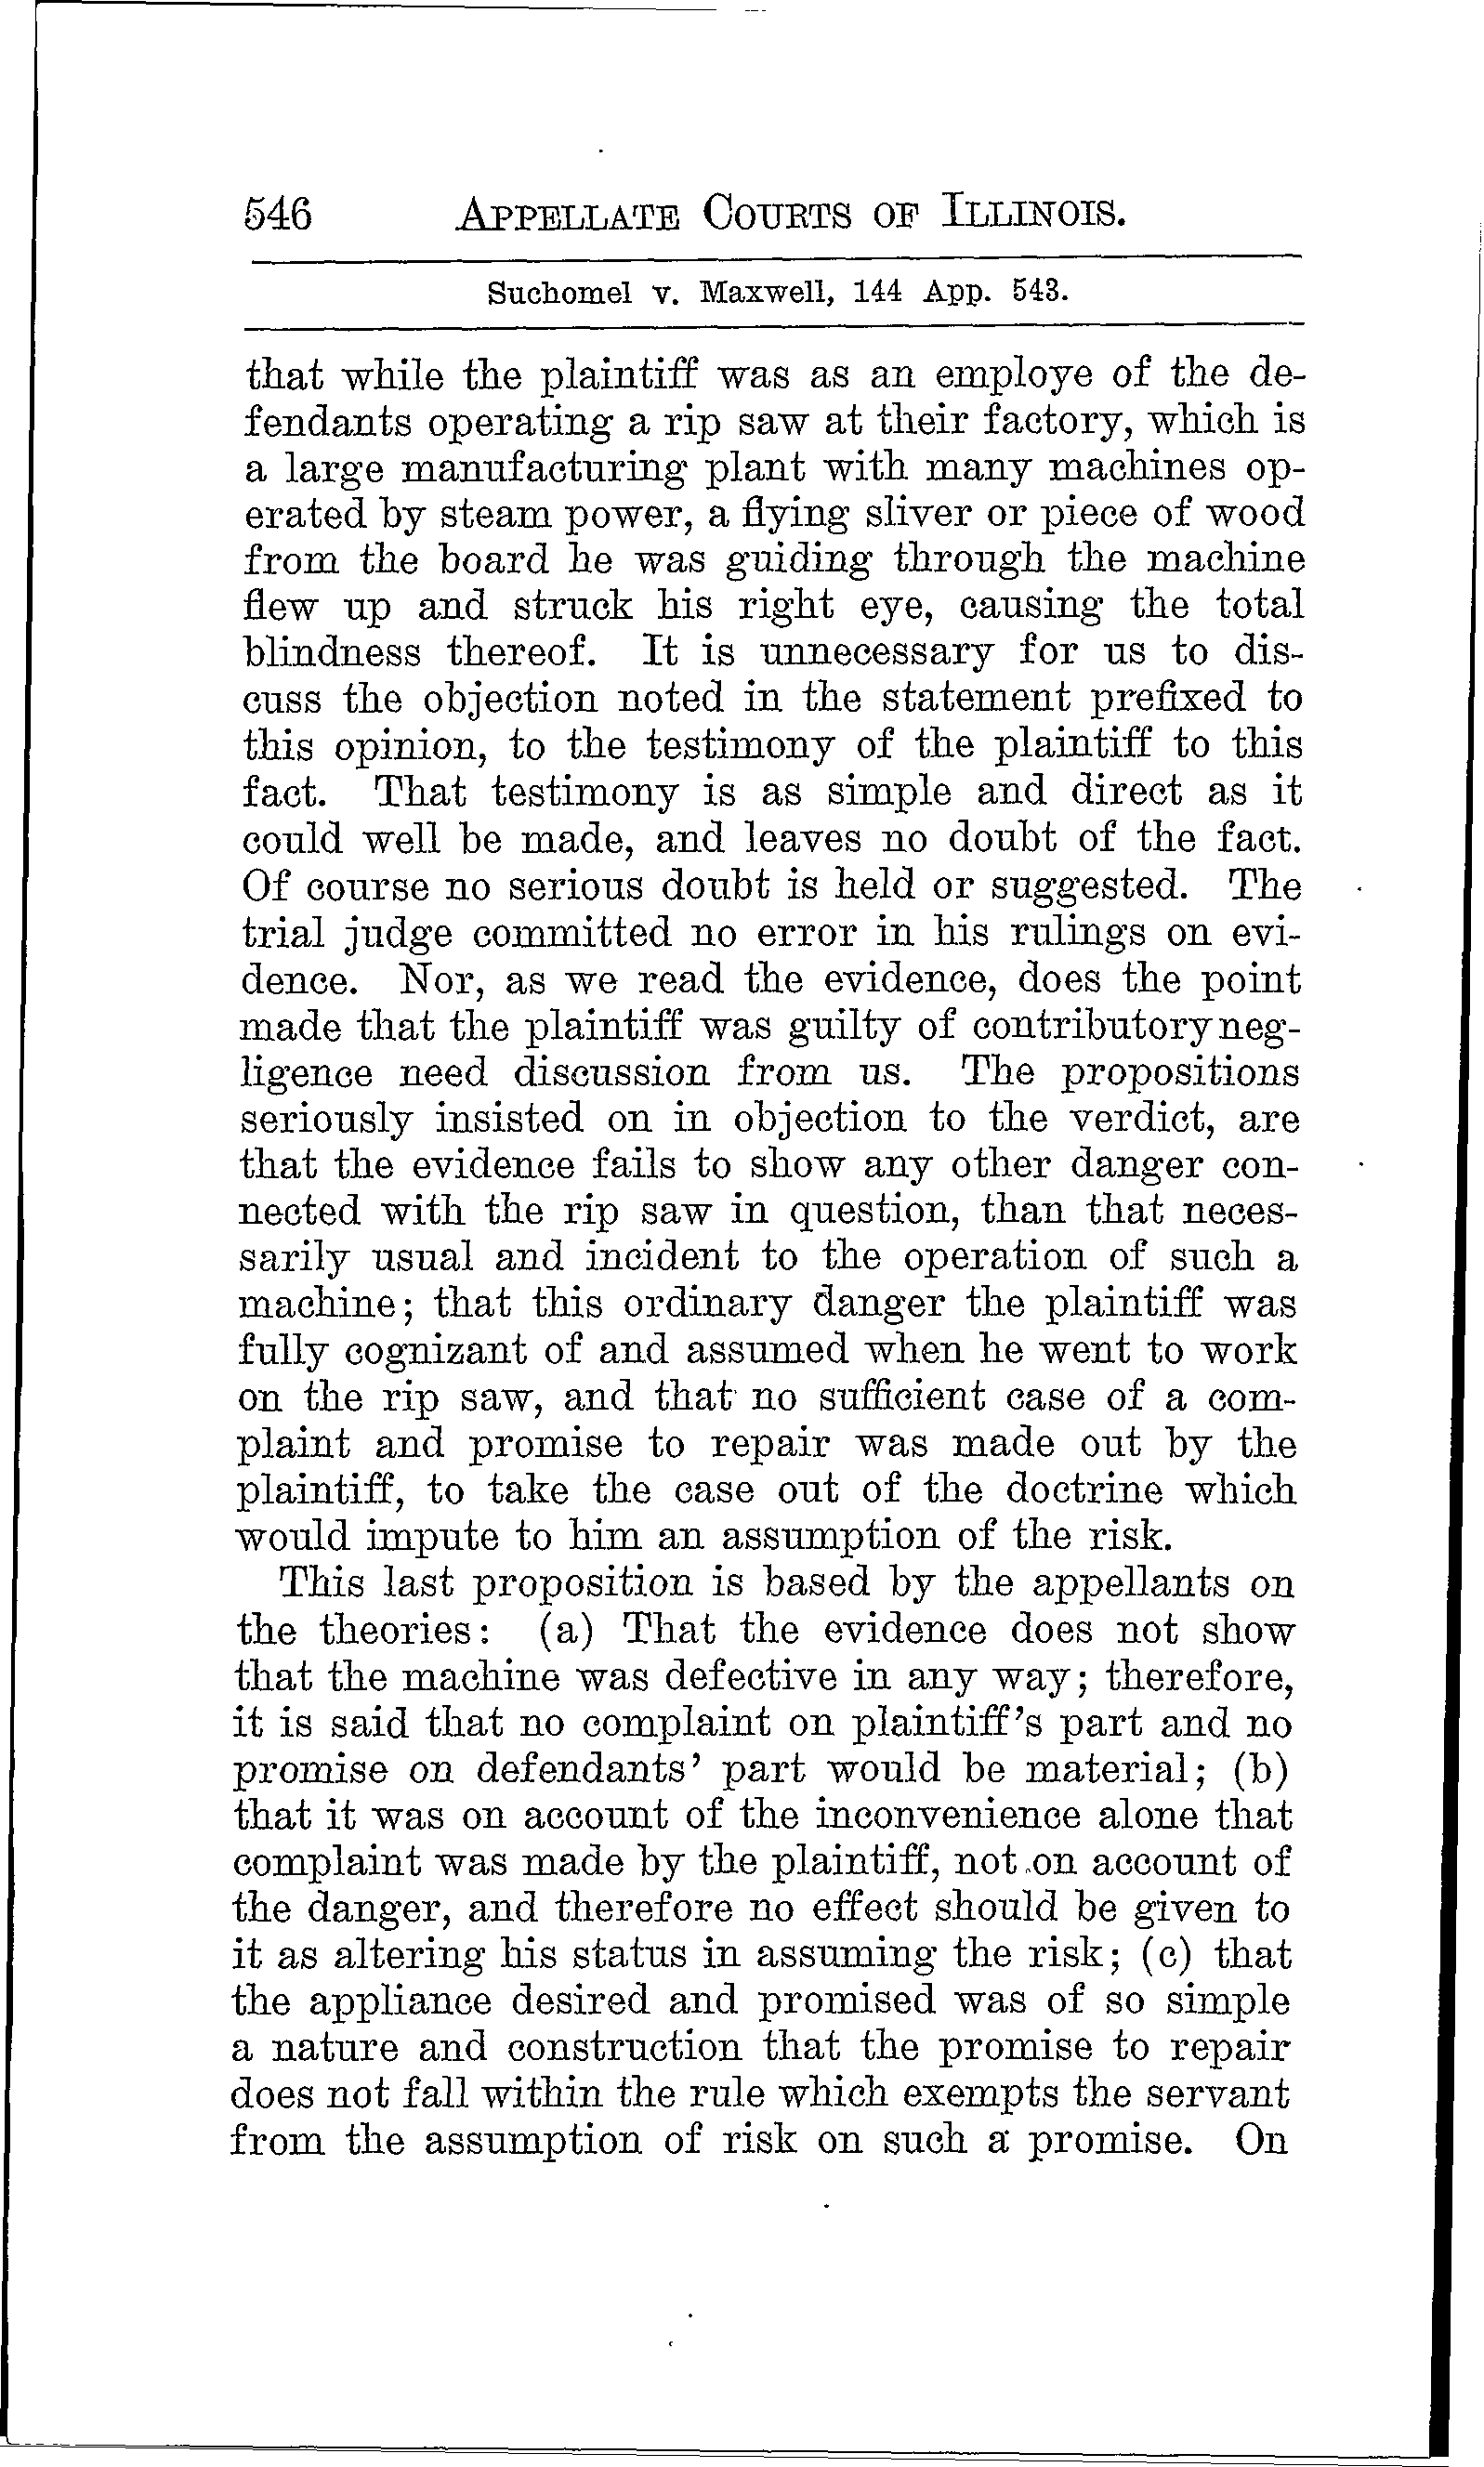 546 APPELLATE COURTS OF ILLINOIS.
Suchomel v. Maxwell, 144 App. 543.
that while the plaintiff was as an employe of the de-
fendants operating a rip saw at their factory, which is
a large manufacturing plant with many machines op-
erated by steam power, a flying sliver or piece of wood
from the board he was guiding through the machine
flew up and struck his right eye, causing the total
blindness thereof. It is unnecessary for us to dis-
cuss the objection noted in the statement prefixed to
this opinion, to the testimony of the plaintiff to this
fact. That testimony is as simple and direct as it
could well be made, and leaves no doubt of the fact.
Of course no serious doubt is held or suggested. The
trial judge committed no error in his rulings on evi-
dence. Nor, as we read the evidence, does the point
made that the plaintiff was guilty of contributory neg-
ligence need discussion from us. The propositions
seriously insisted on in objection to the verdict, are
that the evidence fails to show any other danger con-
nected with the rip saw in question, than that neces-
sarily usual and incident to the operation of such a
machine; that this ordinary danger the plaintiff was
fully cognizant of and assumed when he went to work
on the rip saw, and that no sufficient case of a com-
plaint and promise to repair was made out by the
plaintiff, to take the case out of the doctrine which
would impute to him an assumption of the risk.
This last proposition is based by the appellants on
the theories: (a) That the evidence does not show
that the machine was defective in any way; therefore,
it is said that no complaint on plaintiff's part and no
promise on defendants' part would be material; (b)
that it was on account of the inconvenience alone that
complaint was made by the plaintiff, not on account of
the danger, and therefore no effect should be given to
it as altering his status in assuming the risk; (c) that
the appliance desired and promised was of so simple
a nature and construction that the promise to repair
does not fall within the rule which exempts the servant
from the assumption of risk on such a promise. On